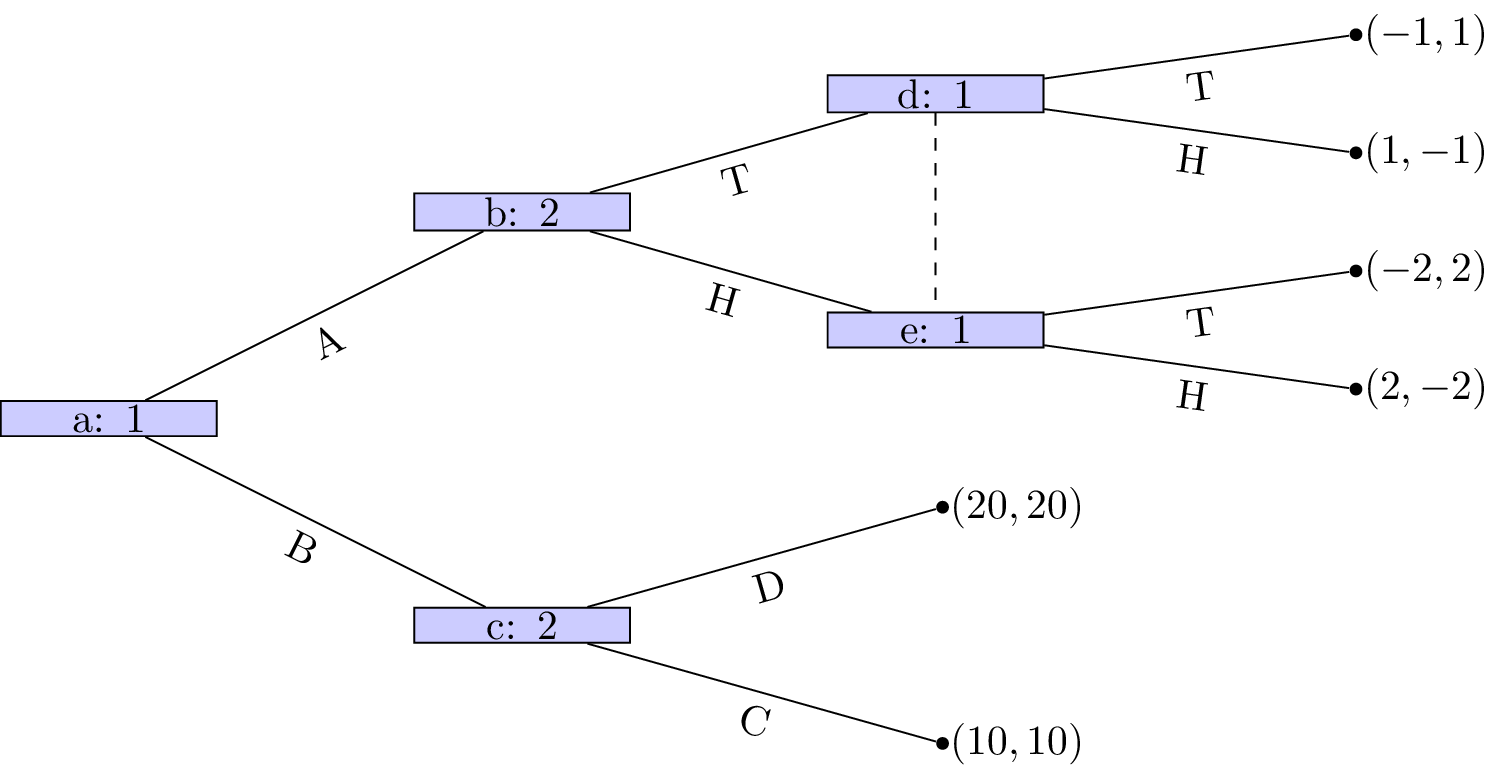 (−1, 1)
T
d: 1
H
(1, −1)
T
b: 2
H
(−2, 2)
T
e: 1
H
(2, −2)
A
a: 1
B
(20, 20)
D
c: 2
C
(10, 10)